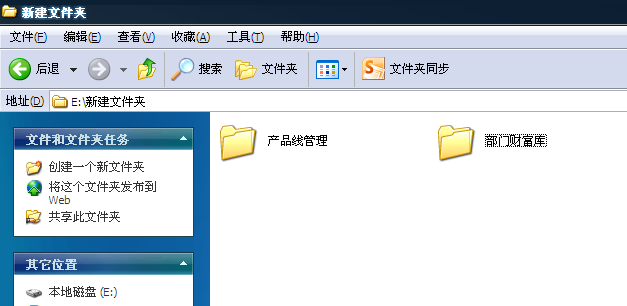 新建文件夹
文件(F) 编辑(E) 查看(V) 收藏(A) 工具(T) 帮助(H)
后退 搜索 文件夹 文件夹同步
地址(D) E:\新建文件夹
文件和文件夹任务
创建一个新文件夹
将这个文件夹发布到
Web
共享此文件夹
其它位置
本地磁盘 (E:)
产品线管理
部门财富库